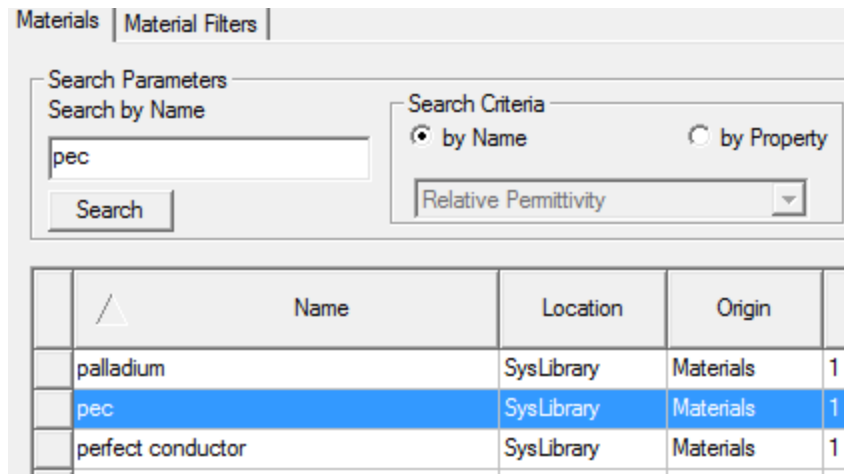 Materials Material Filters
Search Parameters
Search by Name
pec
Search
Search Criteria
by Name by Property
Relative Permittivity
Name Location Origin
palladium SysLibrary Materials 1
pec SysLibrary Materials 1
perfect conductor SysLibrary Materials 1